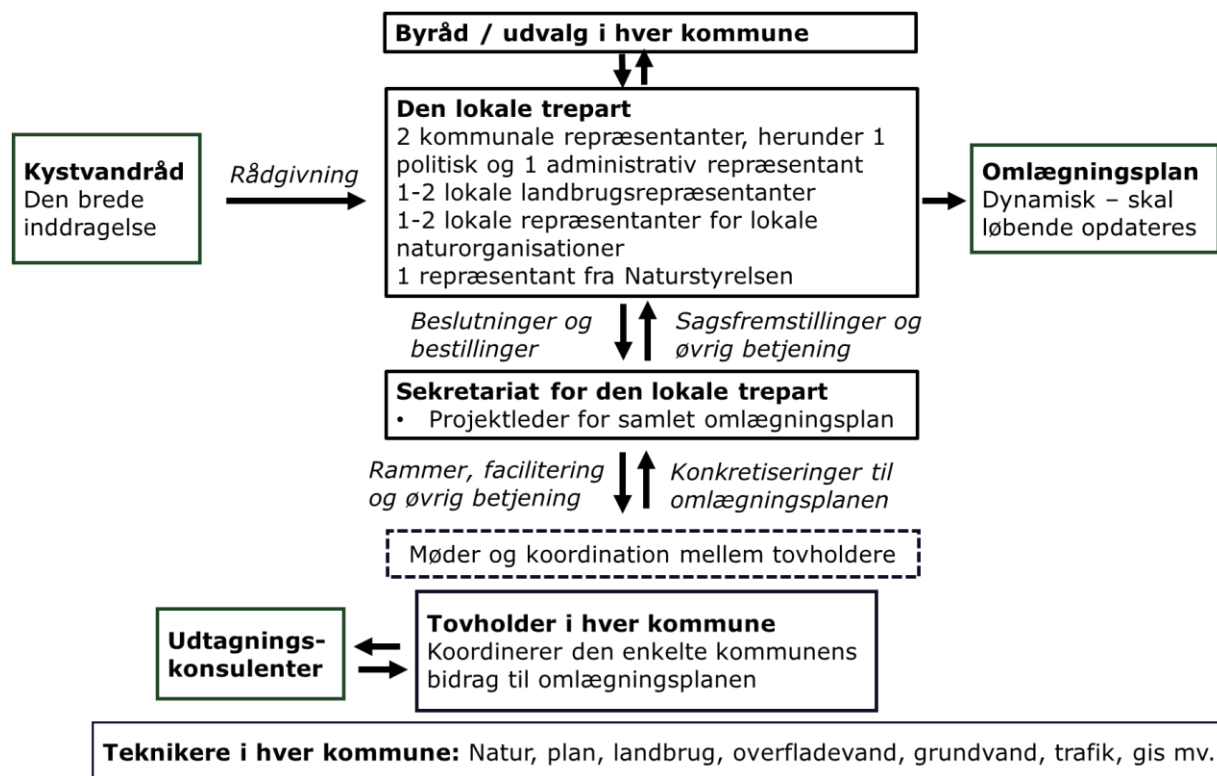 Byråd / udvalg i hver kommune
Den lokale trepart
2 kommunale repræsentanter, herunder 1
politisk og 1 administrativ repræsentant
1-2 lokale landbrugsrepræsentanter
1-2 lokale repræsentanter for lokale
naturorganisationer
1 repræsentant fra Naturstyrelsen
Kystvandråd
Den brede
inddragelse
Rådgivning
Omlægningsplan
Dynamisk – skal
løbende opdateres
Beslutninger og
bestillinger
Sagsfremstillinger og
øvrig betjening
Sekretariat for den lokale trepart
• Projektleder for samlet omlægningsplan
Rammer, facilitering
og øvrig betjening
Konkretiseringer til
omlægningsplanen
Møder og koordination mellem tovholdere
Udtagnings-
konsulenter
Tovholder i hver kommune
Koordinerer den enkelte kommunens
bidrag til omlægningsplanen
Teknikere i hver kommune: Natur, plan, landbrug, overfladevand, grundvand, trafik, gis mv.